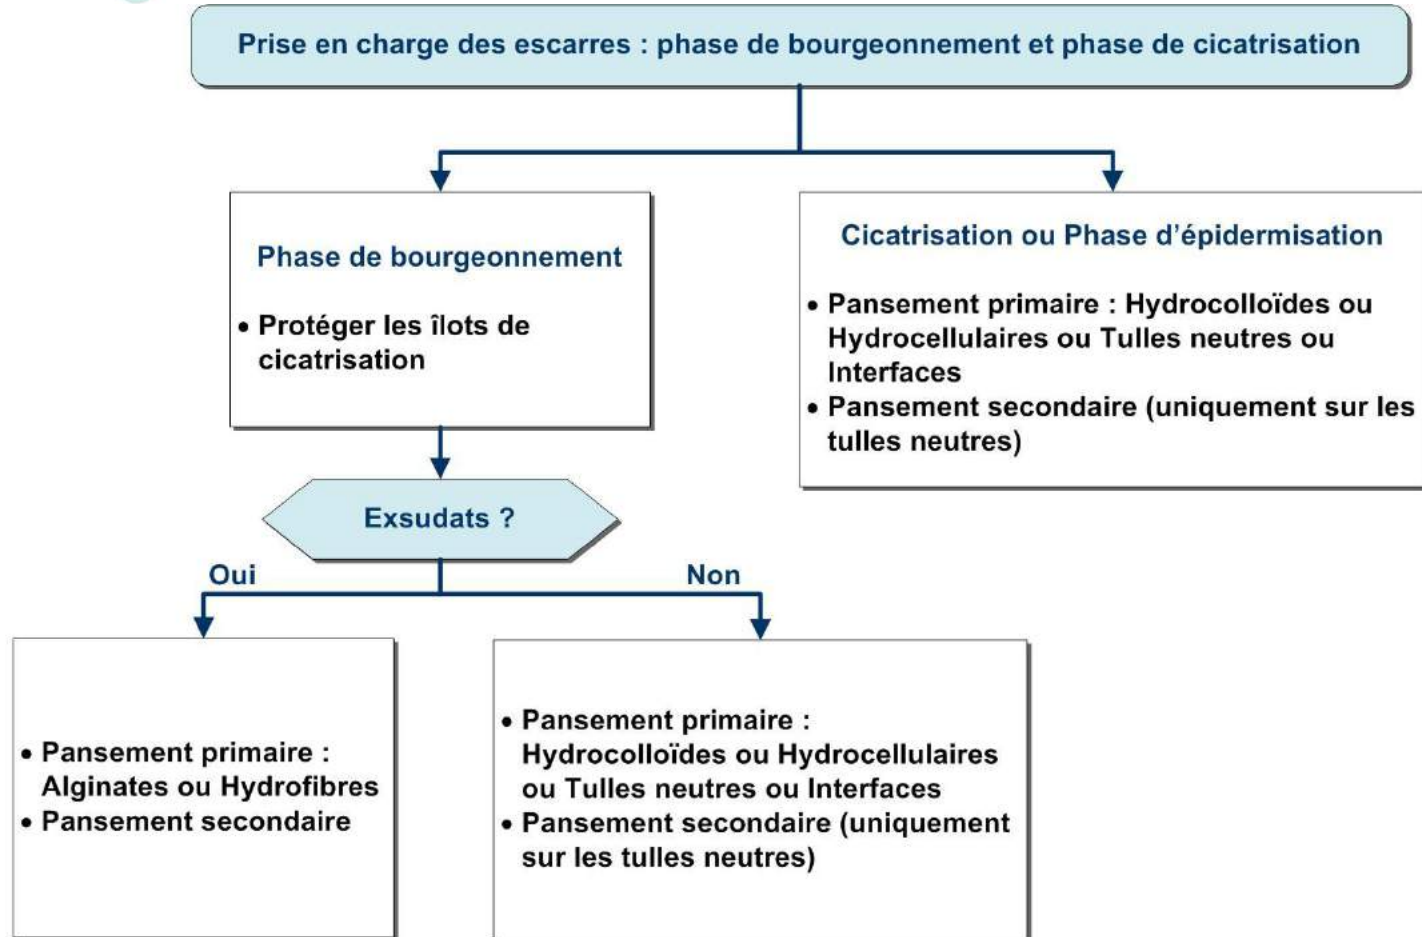 Prise en charge des escarres : phase de bourgeonnement et phase de cicatrisation
Phase de bourgeonnement
• Protéger les îlots de
cicatrisation
Cicatrisation ou Phase d'épidermisation
• Pansement primaire : Hydrocolloïdes ou
Hydrocellulaires ou Tulles neutres ou
Interfaces
• Pansement secondaire (uniquement sur les
tulles neutres)
Exsudats ?
Oui
Non
• Pansement primaire :
Alginates ou Hydrofibres
• Pansement secondaire
• Pansement primaire :
Hydrocolloïdes ou Hydrocellulaires
ou Tulles neutres ou Interfaces
• Pansement secondaire (uniquement
sur les tulles neutres)